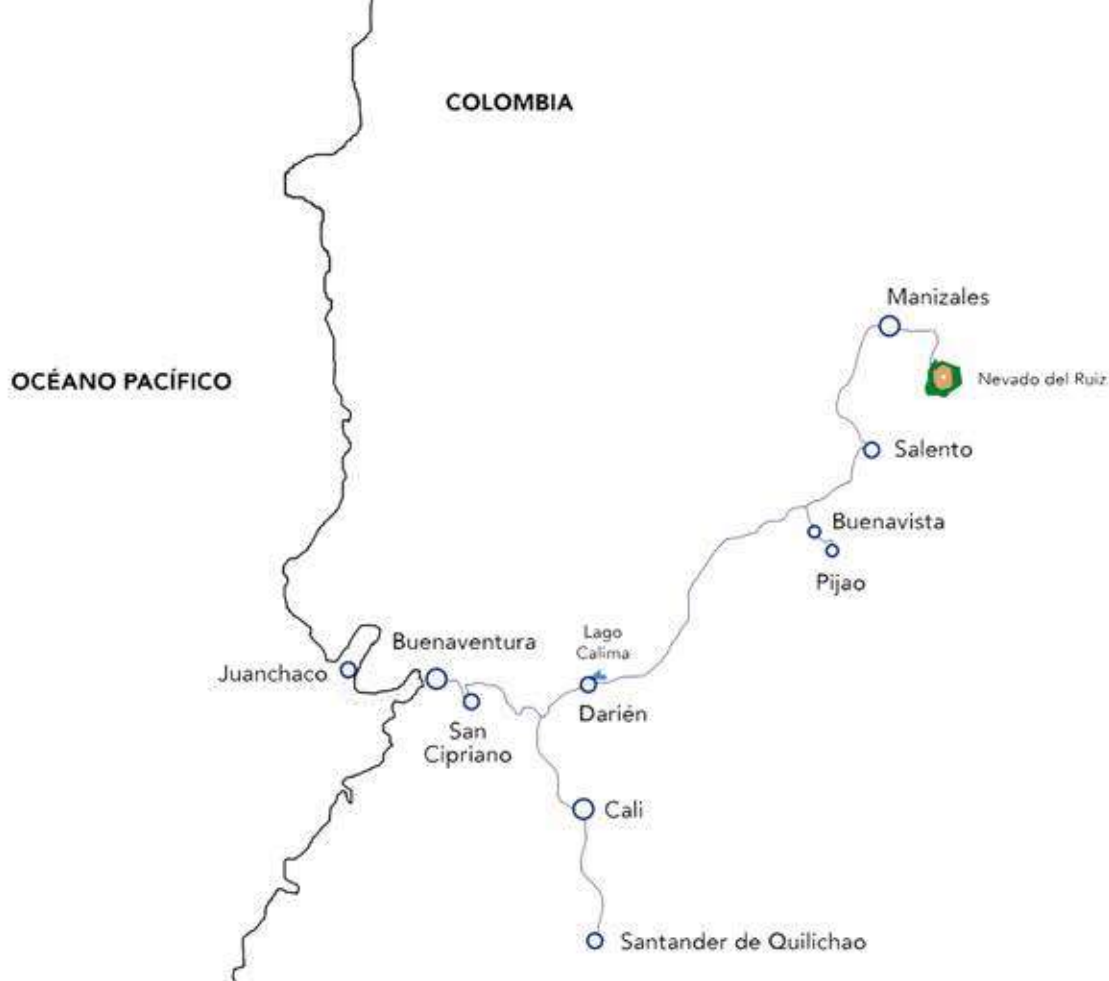 COLOMBIA
Manizales
OCÉANO PACÍFICO
Nevado del Ruiz
Salento
Buenavista
Pijao
Lago
Calima
Buenaventura
Juanchaco
Darién
San
Cipriano
Cali
Santander de Quilichao